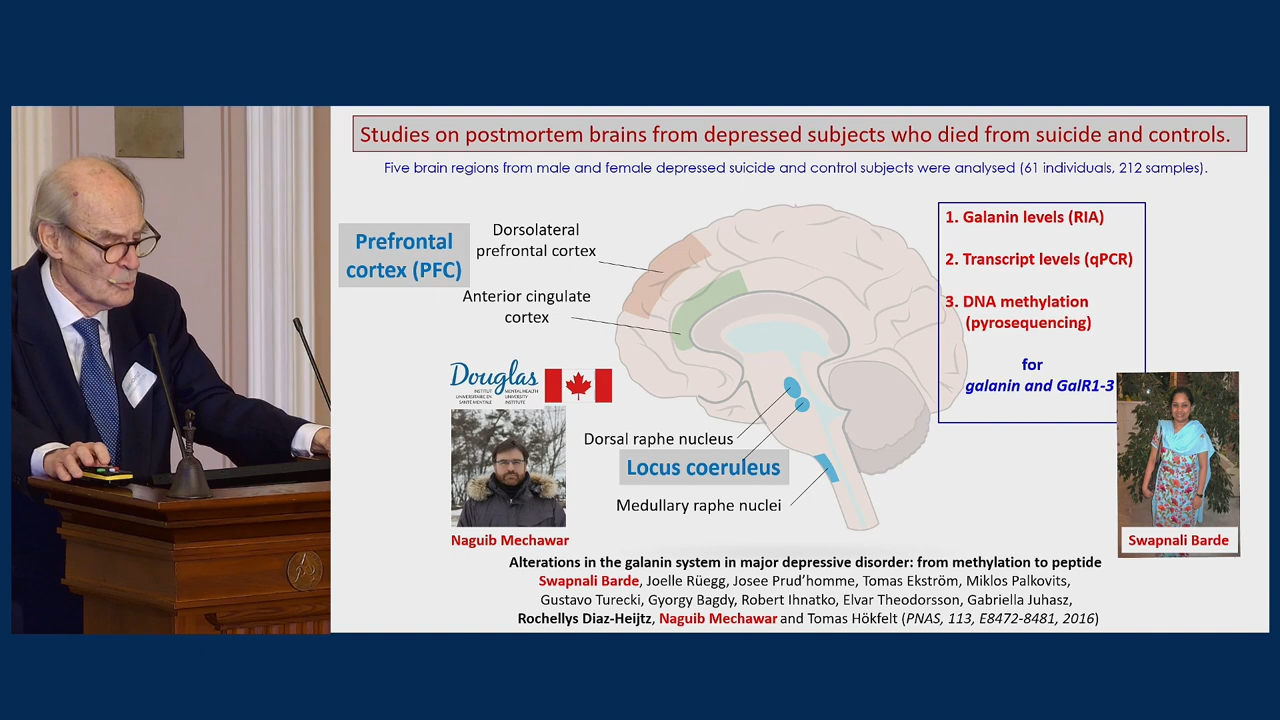 Studies on postmortem brains from depressed subjects who died from suicide and controls.
Five brain regions from male and female depressed suicide and control subjects were analysed (61 individuals, 212 samples).
Prefrontal
cortex (PFC)
Dorsolateral
prefrontal cortex
Anterior cingulate
cortex
1. Galanin levels (RIA)
2. Transcript levels (qPCR)
3. DNA methylation
(pyrosequencing)
for
galanin and GalR1-3
Douglas
INSTITUT
UNIVERSITAIRE EN
SANTÉ MENTALE
MENTAL HEALTH
UNIVERSITY
INSTITUTE
Dorsal raphe nucleus
Locus coeruleus
Medullary raphe nuclei
Naguib Mechawar
Swapnali Barde
Alterations in the galanin system in major depressive disorder: from methylation to peptide
Swapnali Barde, Joelle Rüegg, Josee Prud'homme, Tomas Ekström, Miklos Palkovits,
Gustavo Turecki, Gyorgy Bagdy, Robert Ihnatko, Elvar Theodorsson, Gabriella Juhasz,
Rochellys Diaz-Heijtz, Naguib Mechawar and Tomas Hökfelt (PNAS, 113, E8472-8481, 2016)